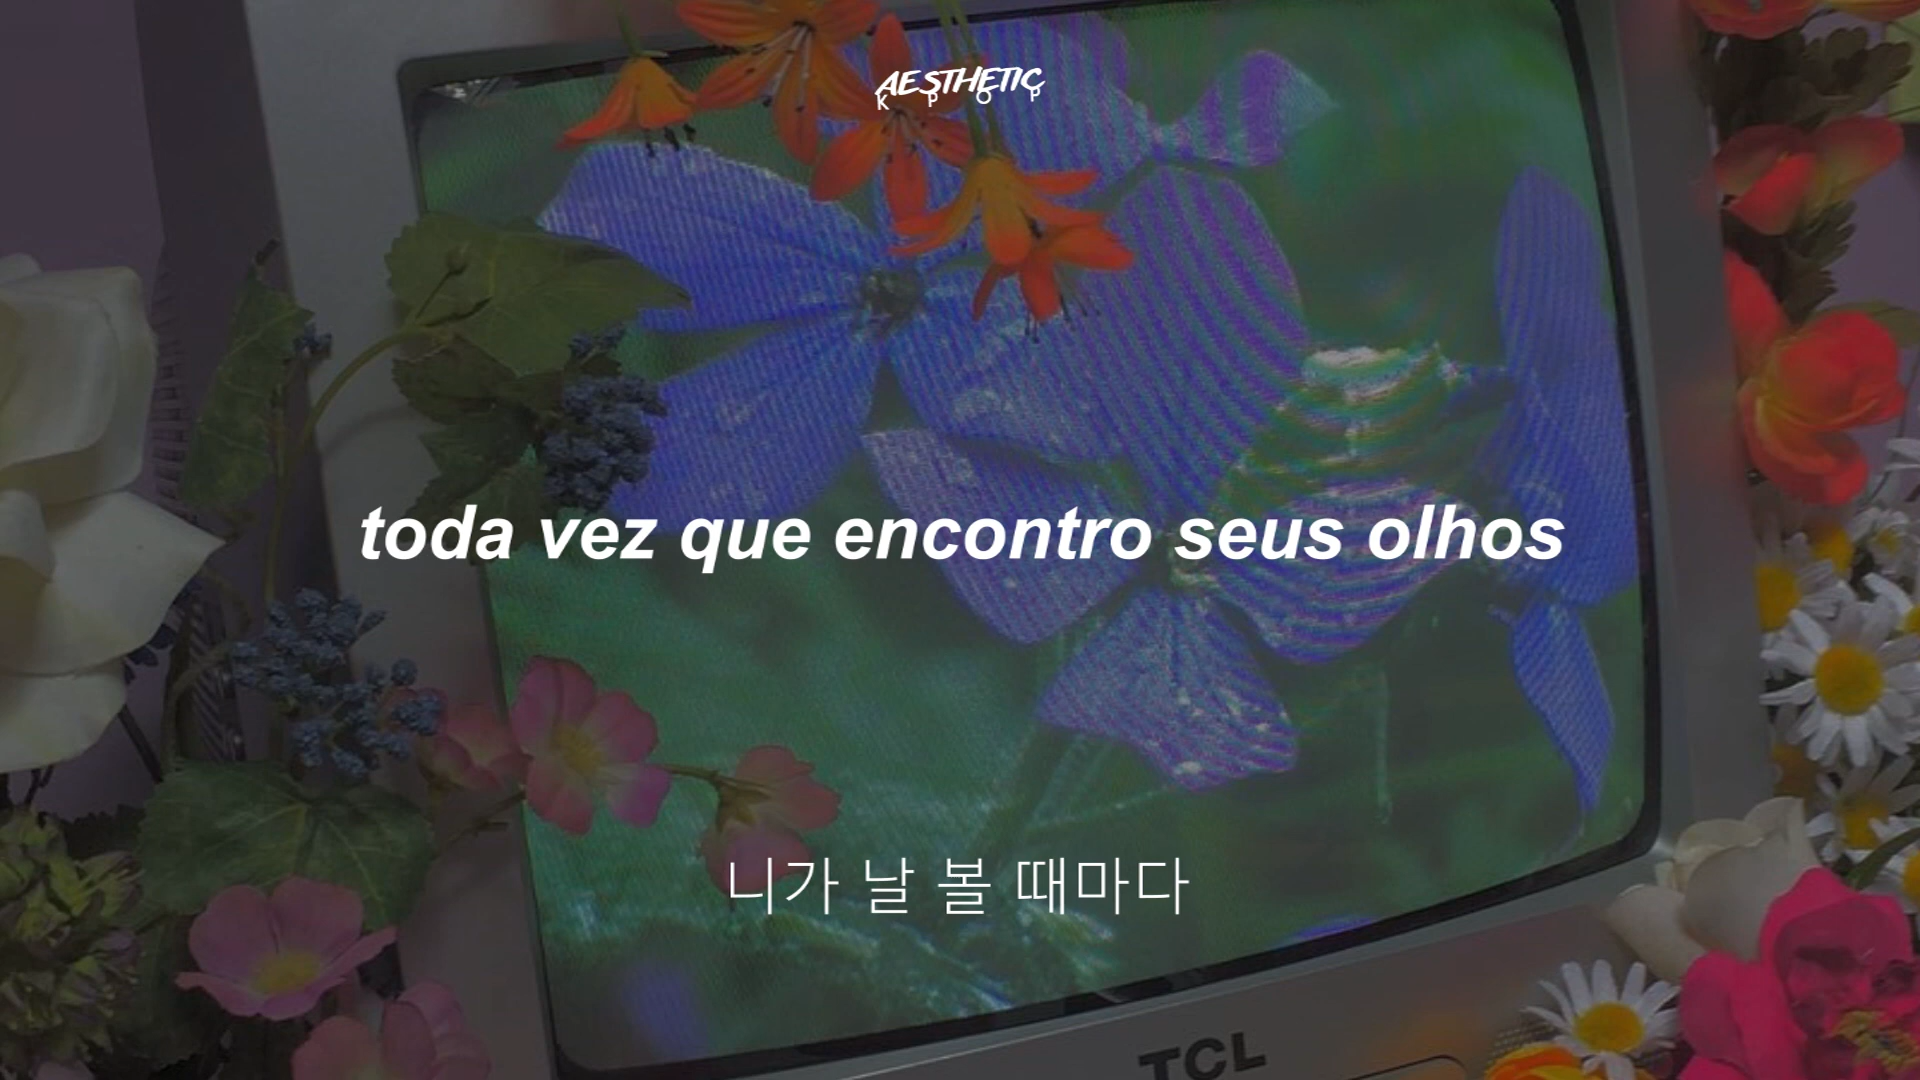 AESTHETIC
KPOP
toda vez que encontro seus olhos
니가 날 볼 때마다
TCL